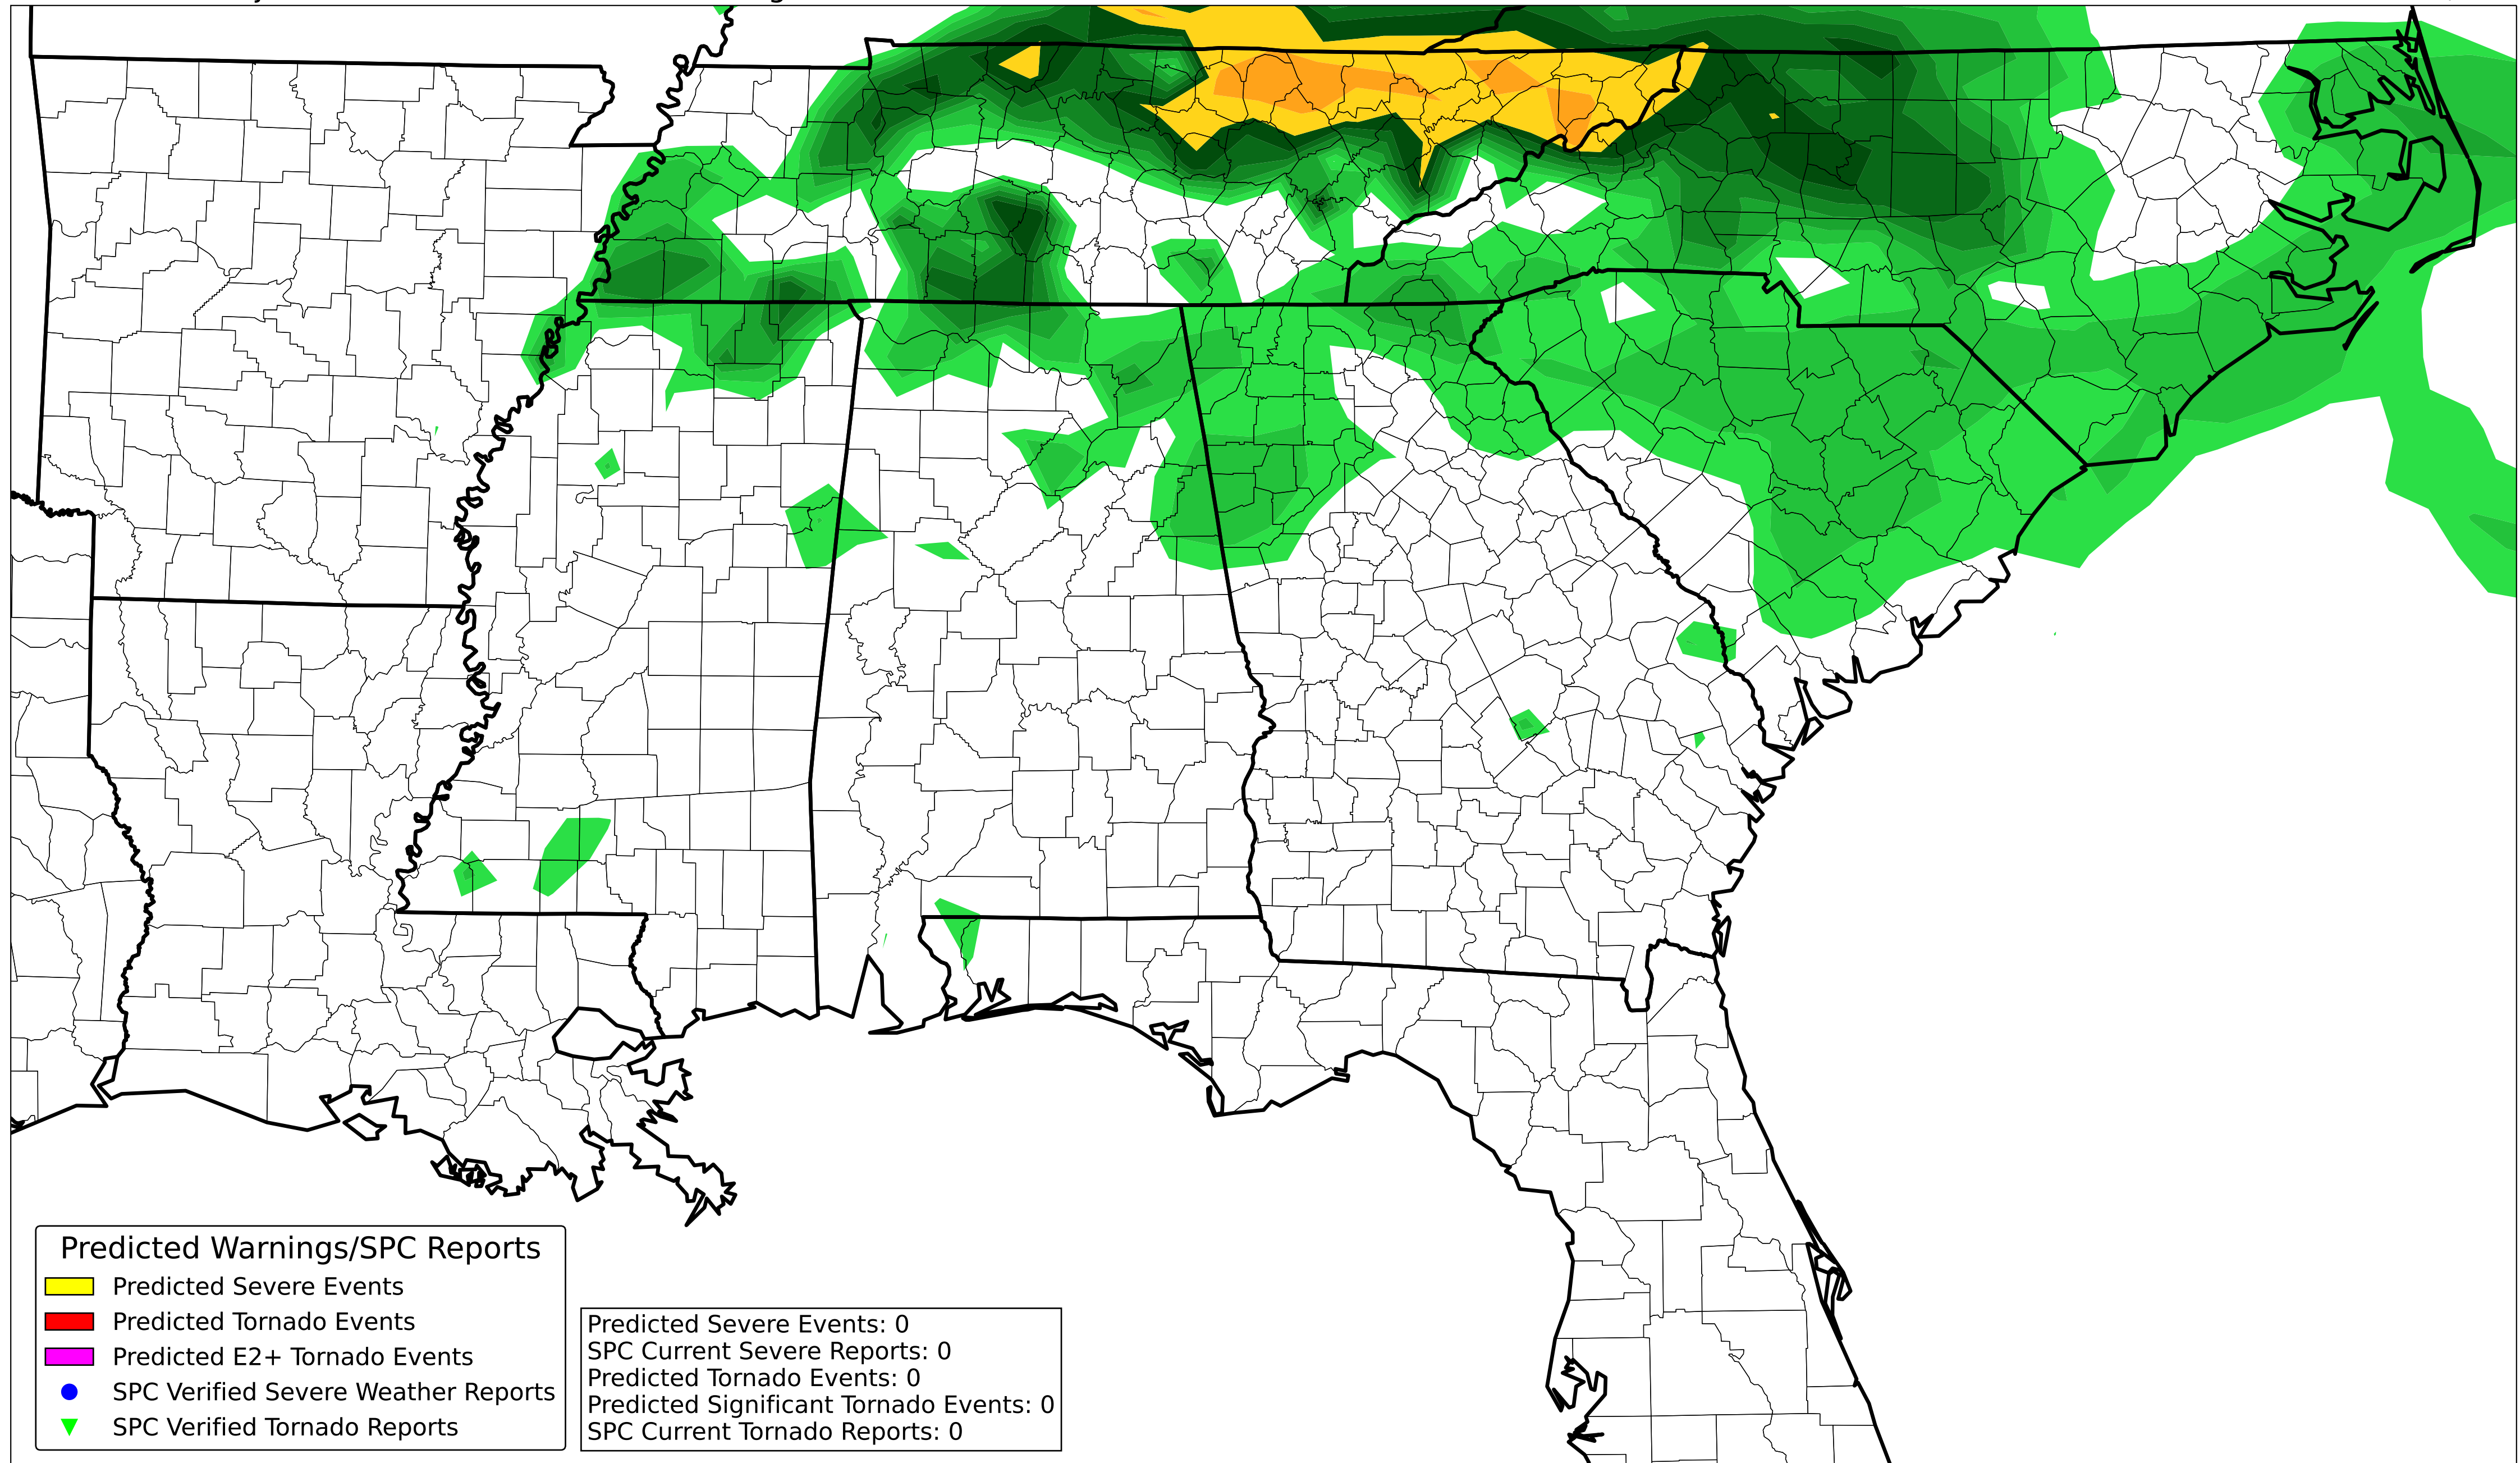 Predicted Warnings/SPC Reports
Predicted Severe Events
Predicted Tornado Events
Predicted E2+ Tornado Events
SPC Verified Severe Weather Reports
SPC Verified Tornado Reports
Predicted Severe Events: 0
SPC Current Severe Reports: 0
Predicted Tornado Events: 0
Predicted Significant Tornado Events: 0
SPC Current Tornado Reports: 0